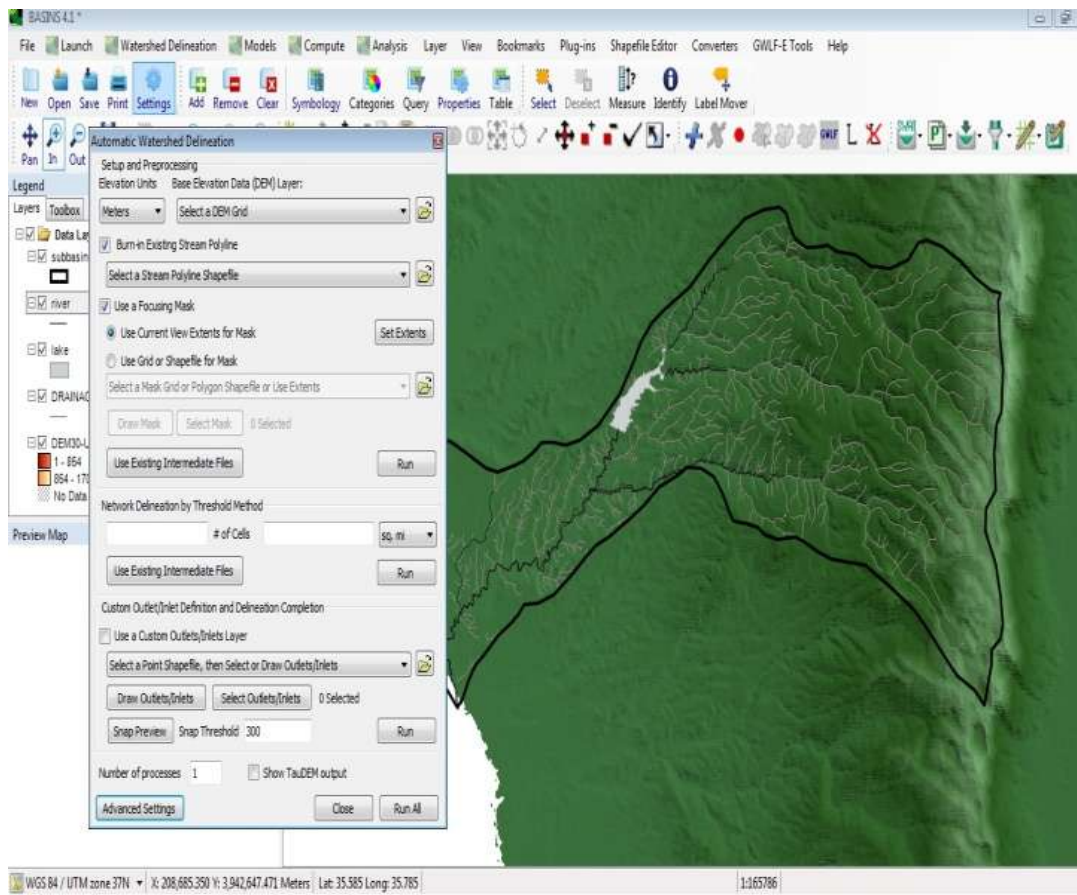 BASINS 4.1 *
File Launch Watershed Delineation Models Compute Analysis Layer View Bookmarks Plug-ins Shapefile Editor Converters GWLF-E Tools Help
New Open Save Print Settings Add Remove Clear Symbology Categories Query Properties Table Select Deselect Measure Identify Label Mover
Pan In Out
GWLF
Automatic Watershed Delineation
Setup and Preprocessing
Elevation Units Base Elevation Data (DEM) Layer:
Meters Select a DEM Grid
Burn-in Existing Stream Polyline
Select a Stream Polyline Shapefile
Use a Focusing Mask
Use Current View Extents for Mask Set Extents
Use Grid or Shapefile for Mask
Select a Mask Grid or Polygon Shapefile or Use Extents
Draw Mask Select Mask 0 Selected
Use Existing Intermediate Files Run
Network Delineation by Threshold Method
# of Cells sq. mi
Use Existing Intermediate Files Run
Custom Outlet/Inlet Definition and Delineation Completion
Use a Custom Outlets/Inlets Layer
Select a Point Shapefile, then Select or Draw Outlets/Inlets
Draw Outlets/Inlets Select Outlets/Inlets 0 Selected
Snap Preview Snap Threshold 300 Run
Number of processes 1 Show TauDEM output
Advanced Settings Close Run All
Legend
Layers Toolbox
Data La
subbasin
river
lake
DRAINAG
DEM30-U
1 - 854
854 - 170
No Data
Preview Map
WGS 84 / UTM zone 37N X: 208,685.350 Y: 3,942,647.471 Meters Lat: 35.585 Long: 35.785 1:165786